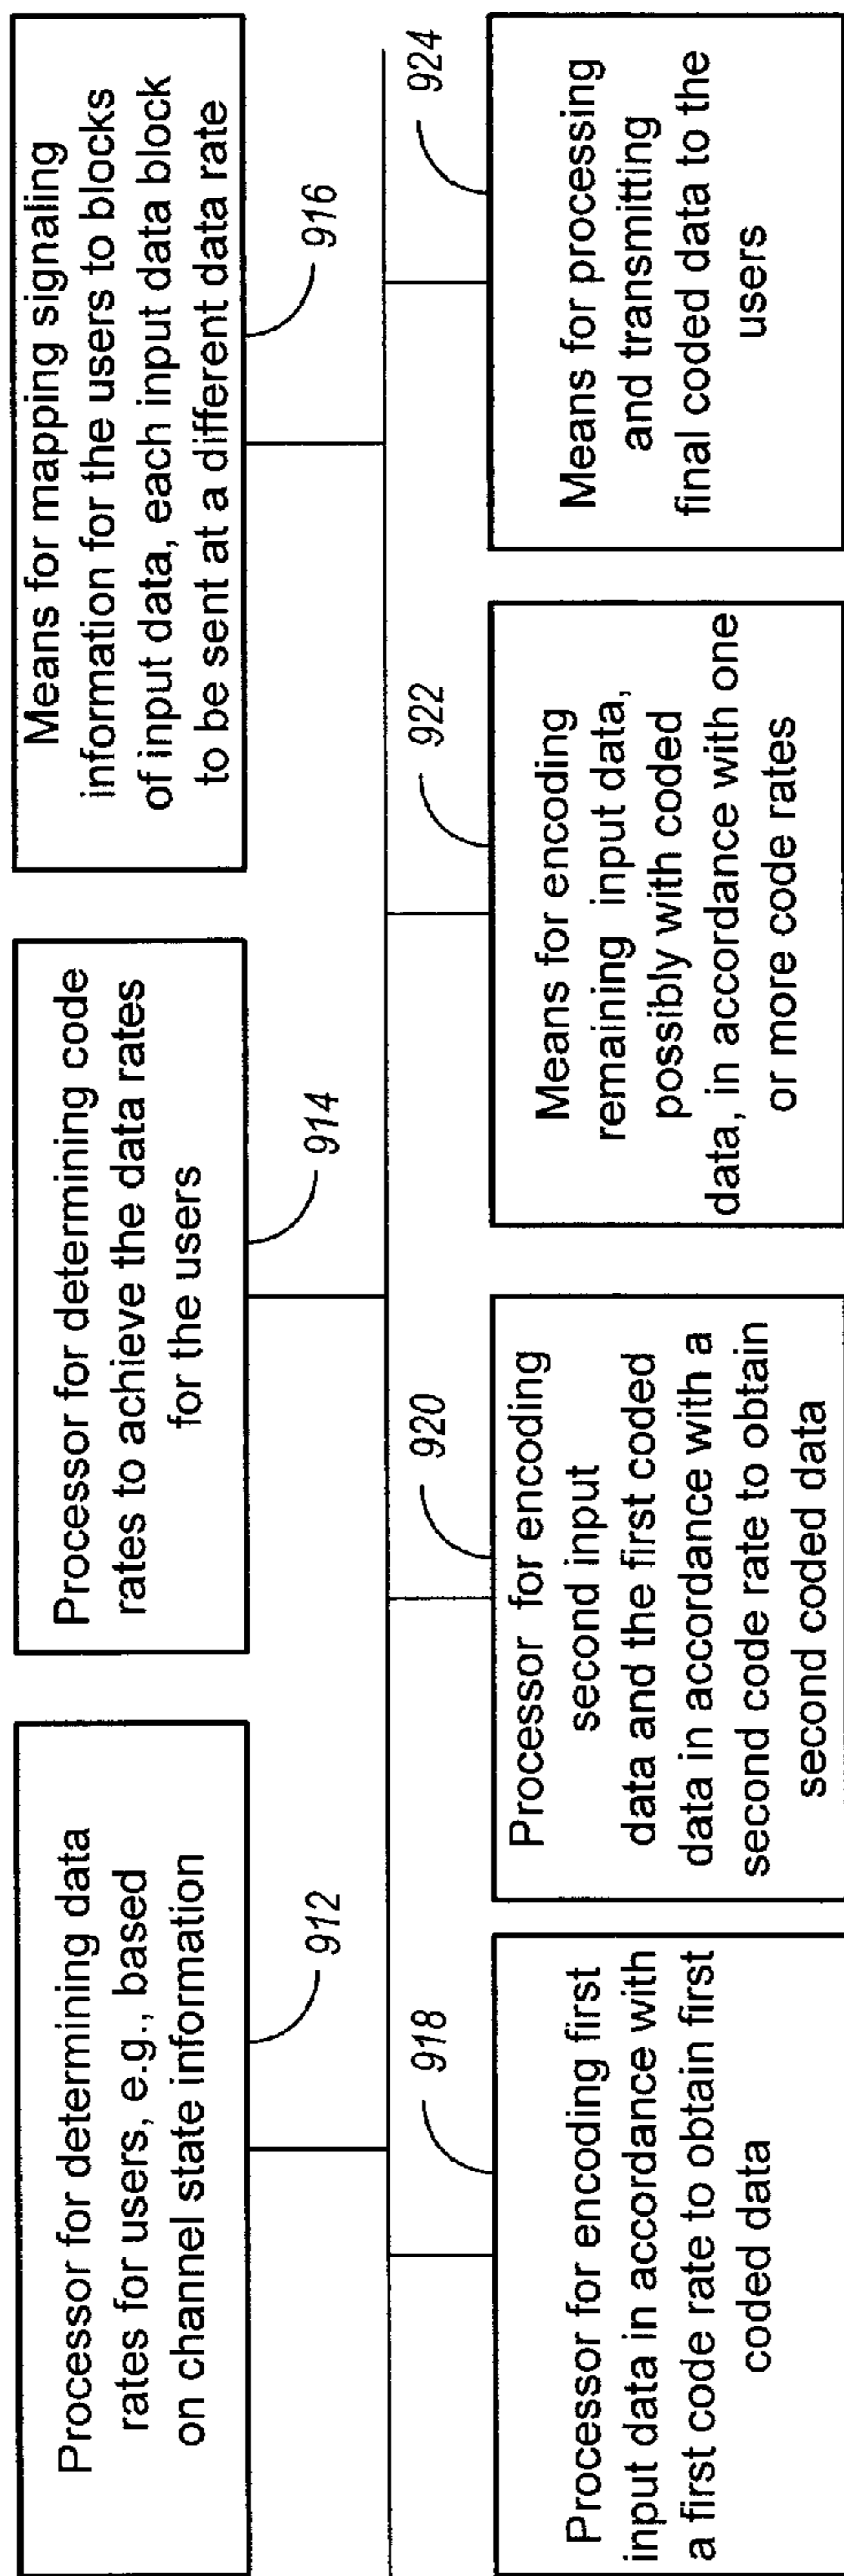 Processor for determining data
rates for users, e.g., based
on channel state information
912
Processor for determining code
rates to achieve the data rates
for the users
914
Means for mapping signaling
information for the users to blocks
of input data, each input data block
to be sent at a different data rate
916
918
Processor for encoding first
input data in accordance with
a first code rate to obtain first
coded data
920
Processor for encoding
second input
data and the first coded
data in accordance with a
second code rate to obtain
second coded data
922
Means for encoding
remaining input data,
possibly with coded
data, in accordance with one
or more code rates
924
Means for processing
and transmitting
final coded data to the
users